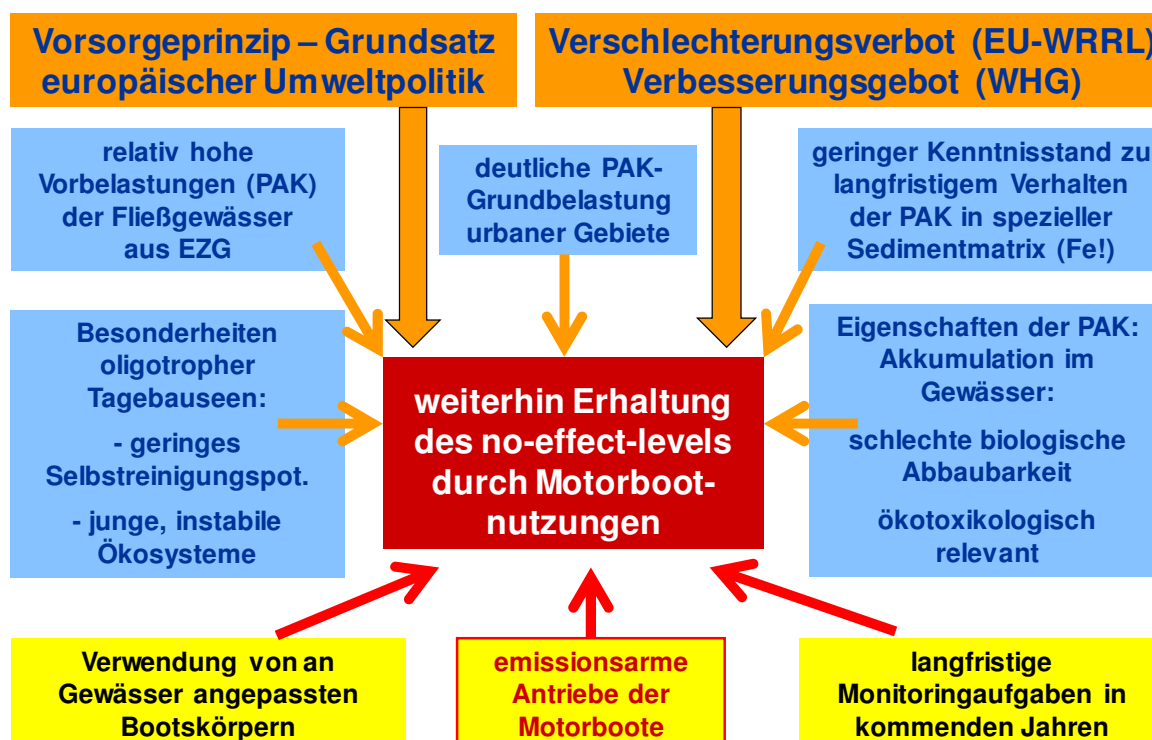 Vorsorgeprinzip – Grundsatz
europäischer Umweltpolitik
Verschlechterungsverbot (EU-WRRL)
Verbesserungsgebot (WHG)
relativ hohe
Vorbelastungen (PAK)
der Fließgewässer
aus EZG
deutliche PAK-
Grundbelastung
urbaner Gebiete
geringer Kenntnisstand zu
langfristigem Verhalten
der PAK in spezieller
Sedimentmatrix (Fe!)
Besonderheiten
oligotropher
Tagebauseen:
- geringes
Selbstreinigungspot.
- junge, instabile
Ökosysteme
weiterhin Erhaltung
des no-effect-levels
durch Motorboot-
nutzungen
Eigenschaften der PAK:
Akkumulation im
Gewässer:
schlechte biologische
Abbaubarkeit
ökotoxikologisch
relevant
Verwendung von an
Gewässer angepassten
Bootskörpern
emissionsarme
Antriebe der
Motorboote
langfristige
Monitoringaufgaben in
kommenden Jahren